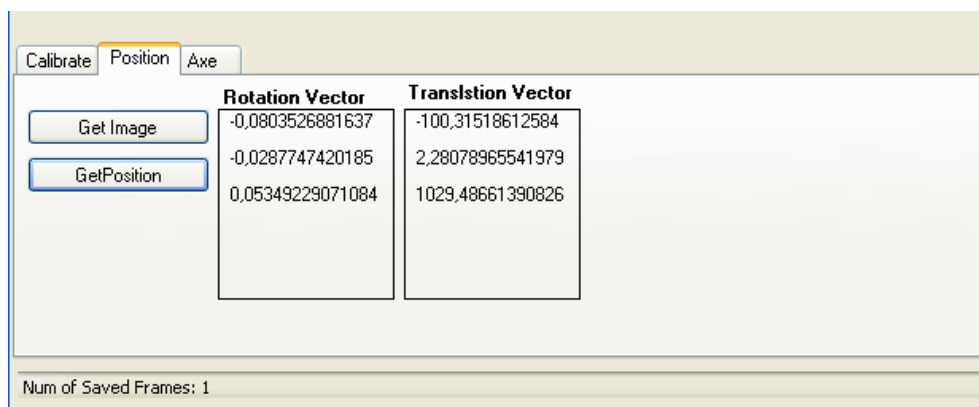 Calibrate Position Axe
Rotation Vector Translstion Vector
Get Image -0,0803526881637 -100,31518612584
-0,0287747420185 2,28078965541979
GetPosition
0,05349229071084 1029,48661390826
Num of Saved Frames: 1